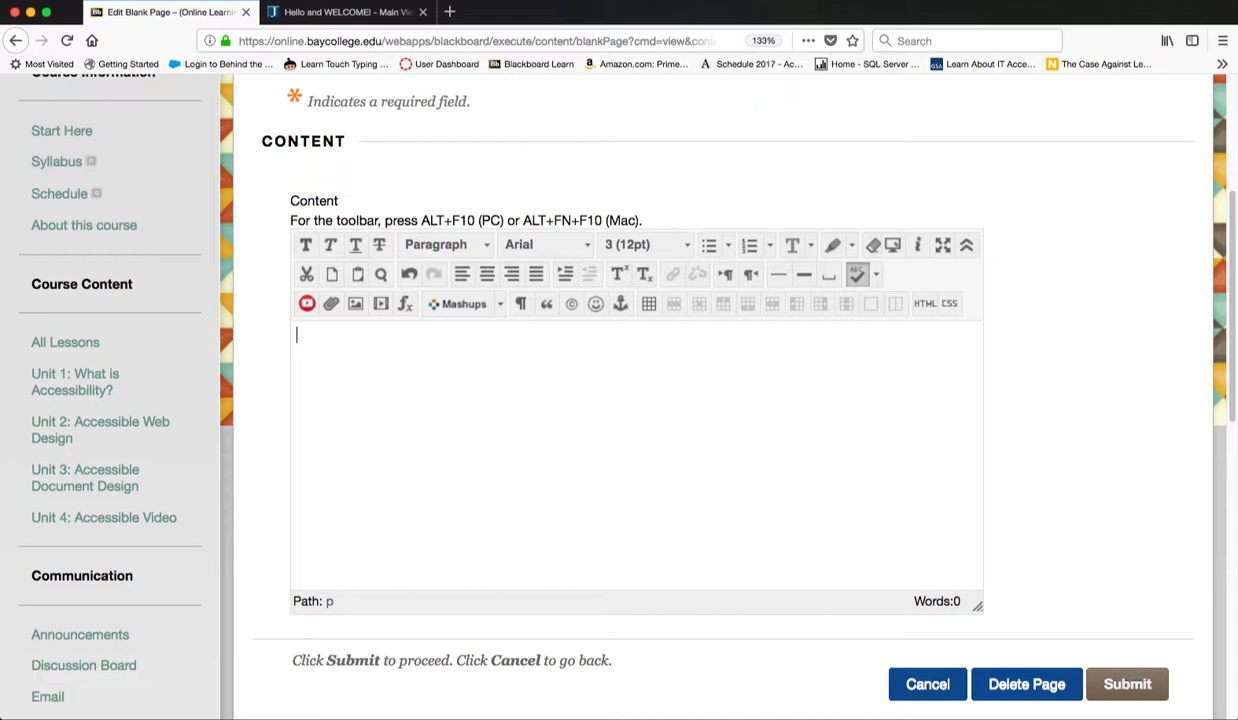 Edit Blank Page – (Online Learnin
Hello and WELCOME! - Main Vie
https://online.baycollege.edu/webapps/blackboard/execute/content/blankPage?cmd=view&cont
133%
Search
Most Visited
Getting Started
Login to Behind the ...
Learn Touch Typing ...
User Dashboard
Blackboard Learn
Amazon.com: Prime...
Schedule 2017 - Ac...
Home - SQL Server ...
Learn About IT Acce...
The Case Against Le...
Course Information
Start Here
Syllabus
Schedule
About this course
Course Content
All Lessons
Unit 1: What is
Accessibility?
Unit 2: Accessible Web
Design
Unit 3: Accessible
Document Design
Unit 4: Accessible Video
Communication
Announcements
Discussion Board
Email
* Indicates a required field.
CONTENT
Content
For the toolbar, press ALT+F10 (PC) or ALT+FN+F10 (Mac).
T T T T Paragraph Arial 3 (12pt) T
ABC
Mashups HTML CSS
Path: p
Words:0
Click Submit to proceed. Click Cancel to go back.
Cancel
Delete Page
Submit